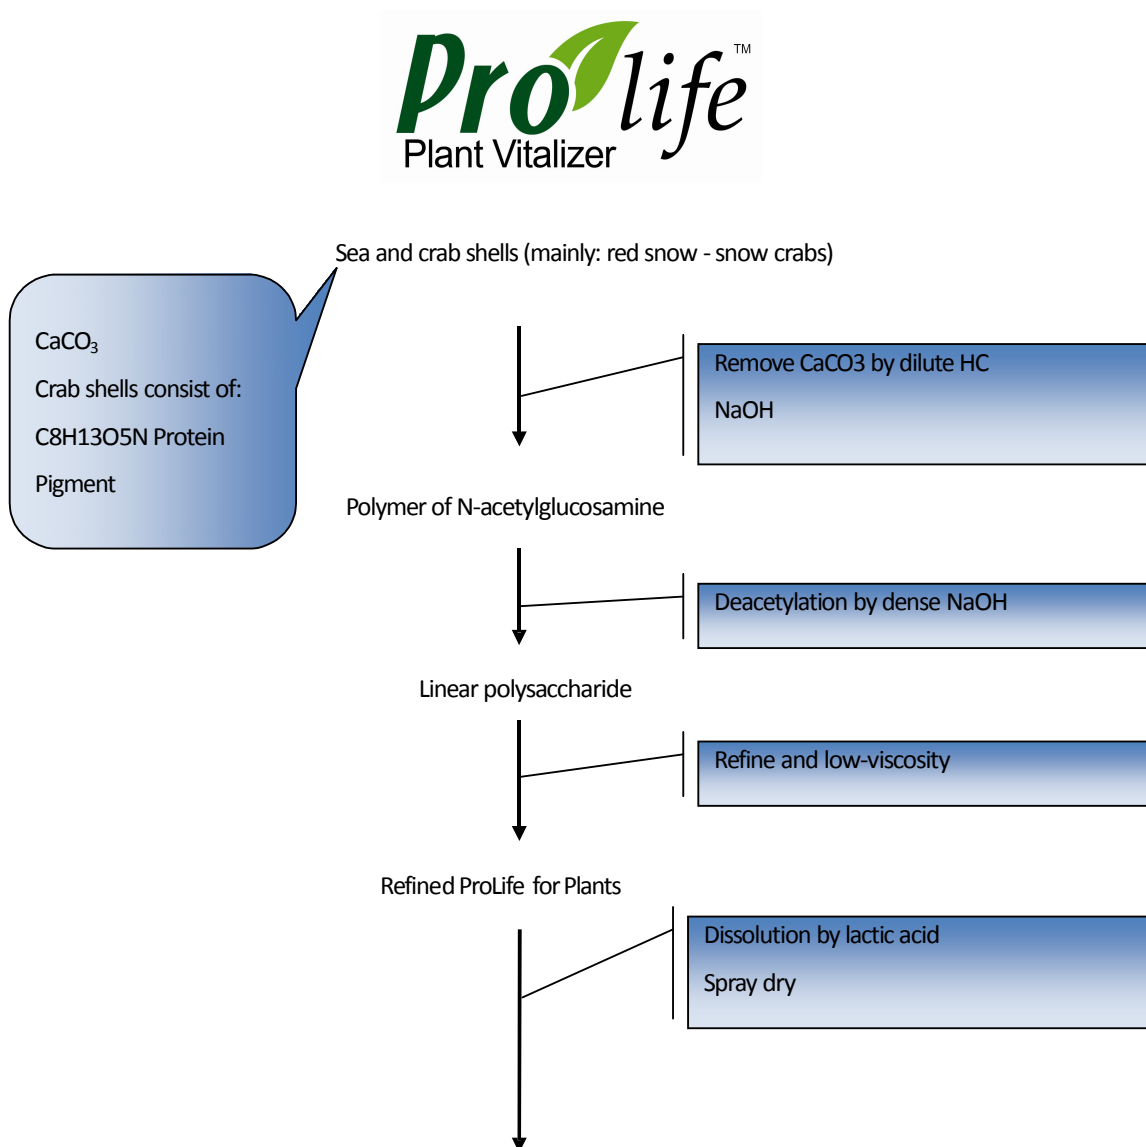 Pro life™
Plant Vitalizer
Sea and crab shells (mainly: red snow - snow crabs)
CaCO₃
Crab shells consist of:
C8H13O5N Protein
Pigment
Remove CaCO3 by dilute HC
NaOH
Polymer of N-acetylglucosamine
Deacetylation by dense NaOH
Linear polysaccharide
Refine and low-viscosity
Refined ProLife for Plants
Dissolution by lactic acid
Spray dry